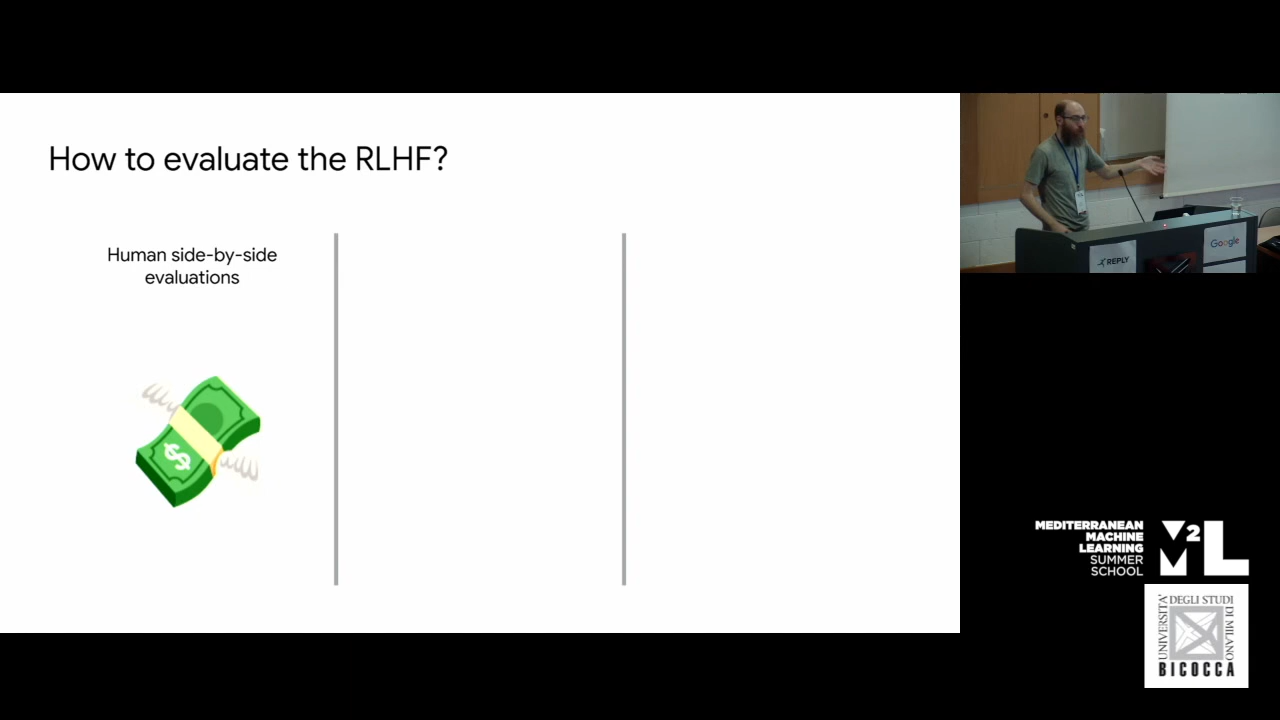 How to evaluate the RLHF?
Human side-by-side
evaluations
$
REPLY
Google
MEDITERRANEAN
MACHINE
LEARNING
SUMMER
SCHOOL
M2L
UNIVERSITA'
DEGLI STUDI
DI MILANO
BICOCCA